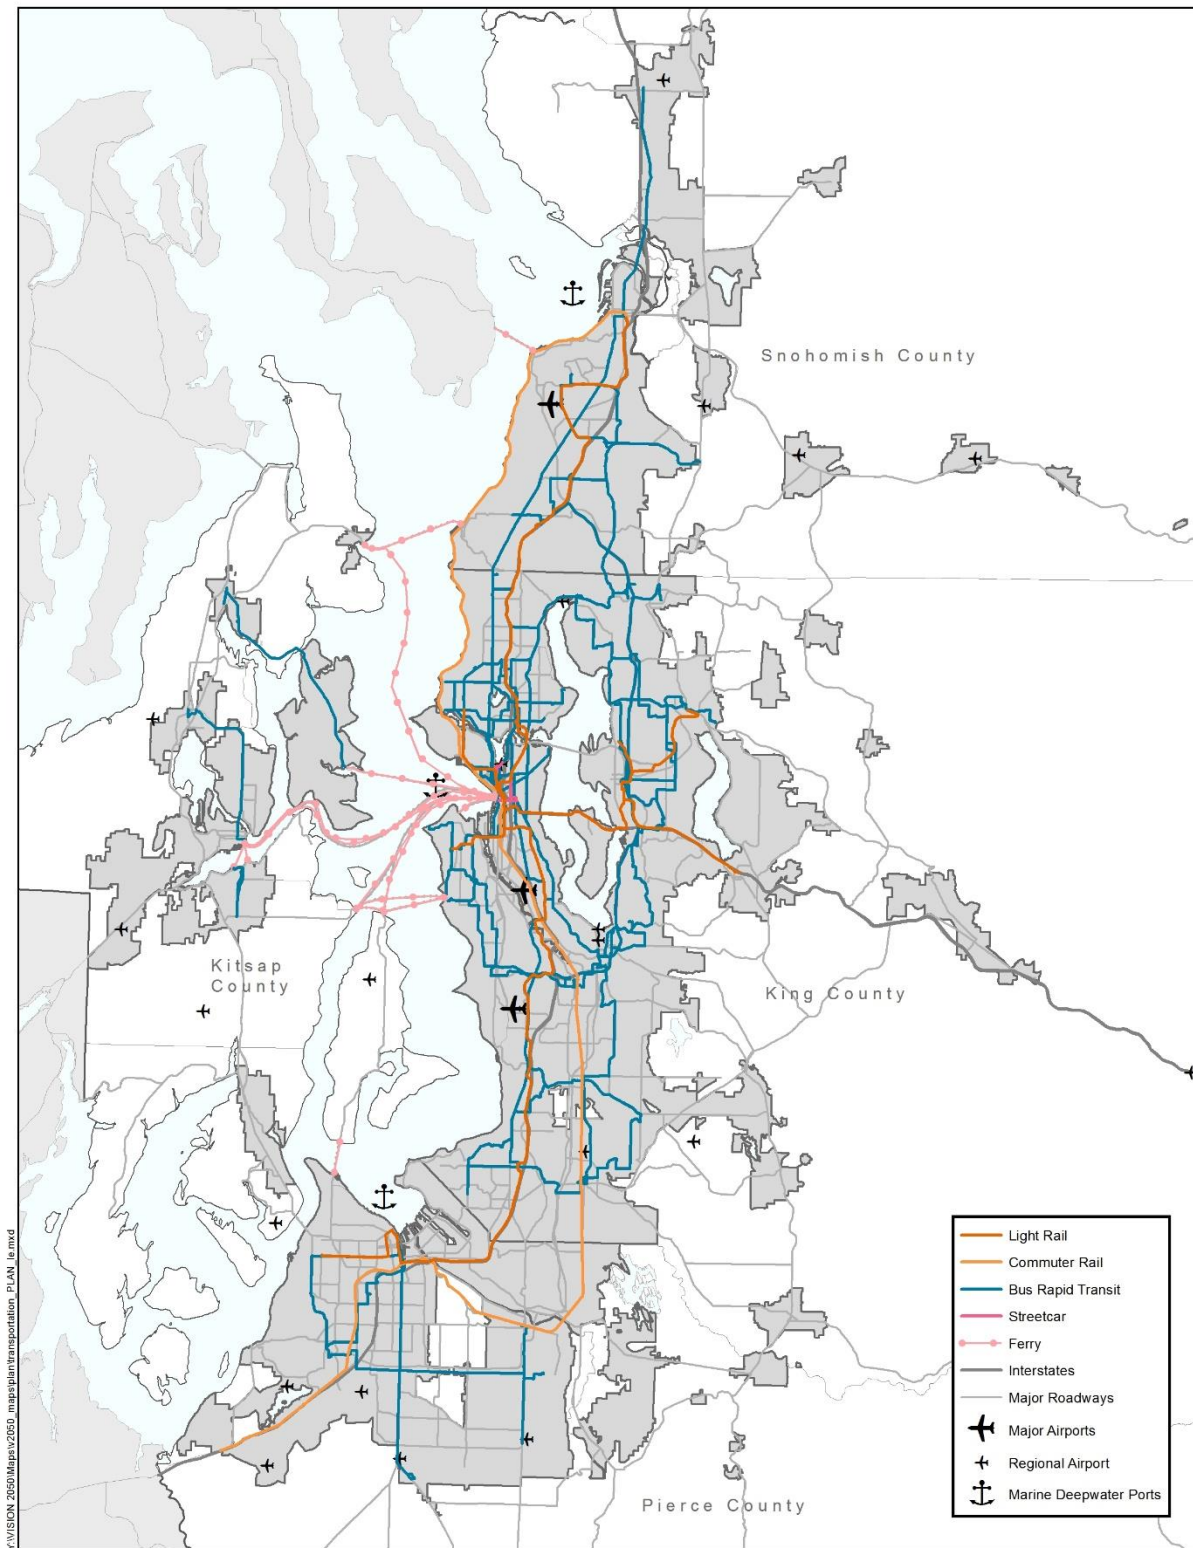 Snohomish County
Kitsap
County
King County
Light Rail
Commuter Rail
Bus Rapid Transit
Streetcar
Ferry
Interstates
Major Roadways
Major Airports
Regional Airport
Marine Deepwater Ports
Pierce County
Y:\VISION 2050\Maps\v2050_maps\plan\transportation_PLAN_le.mxd